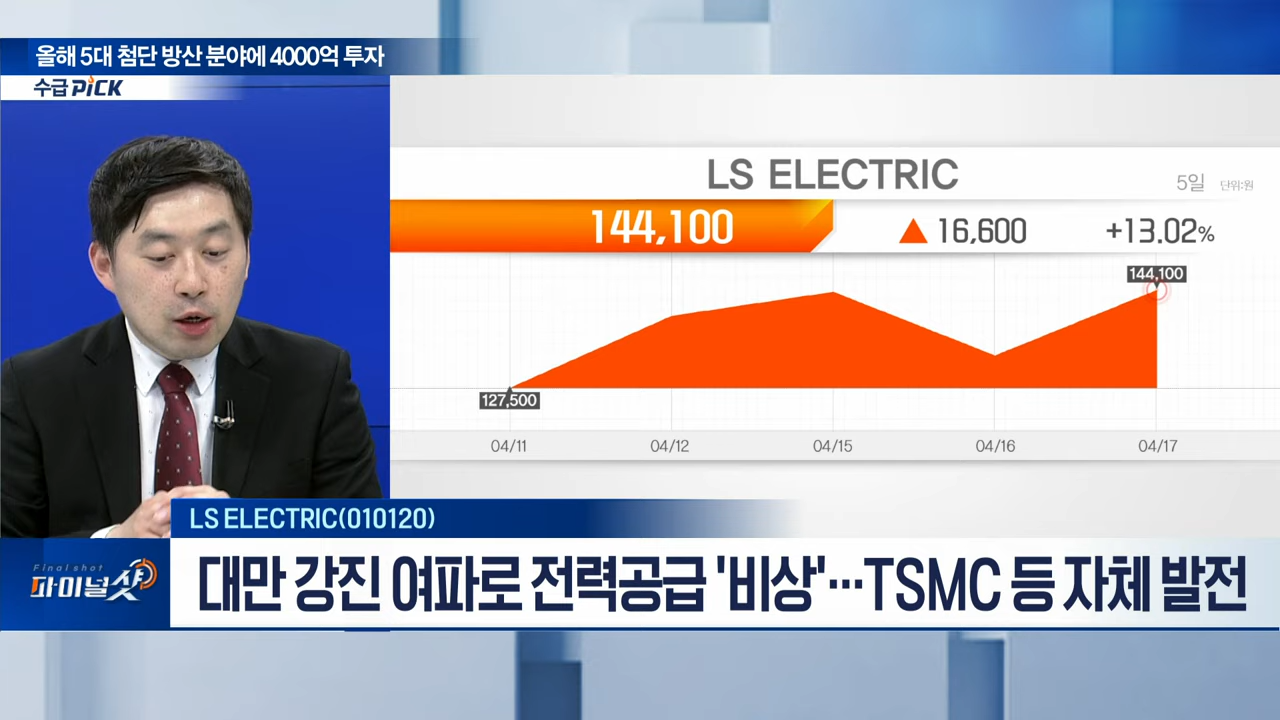 올해 5대 첨단 방산 분야에 4000억 투자
수급 PiCK
LS ELECTRIC
5일 단위:원
144,100 ▲ 16,600 +13.02%
144,100
127,500
04/11 04/12 04/15 04/16 04/17
LS ELECTRIC(010120)
Final shot
파이널샷
대만 강진 여파로 전력공급 '비상'…TSMC 등 자체 발전